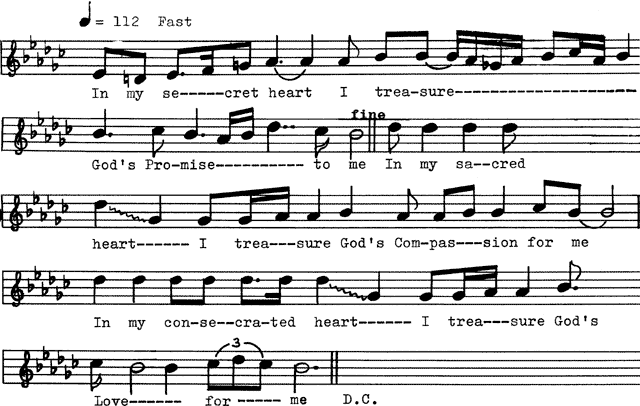 = 112 Fast
In my se-----cret heart I trea-sure--------------------
fine
God's Pro-mise----------- to me In my sa--cred
heart------ I trea---sure God's Com-pas---sion for me
In my con-se--cra-ted heart------ I trea---sure God's
3
Love------ for ----- me D.C.